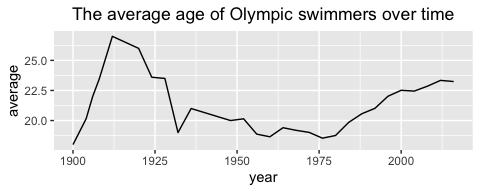 The average age of Olympic swimmers over time
average
25.0
22.5
20.0
1900 1925 1950 1975 2000
year